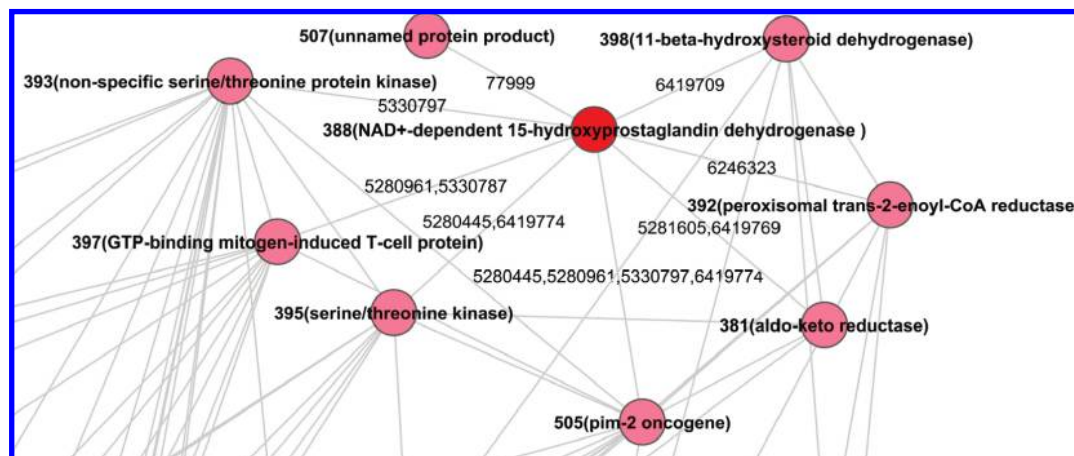 507(unnamed protein product)
398(11-beta-hydroxysteroid dehydrogenase)
393(non-specific serine/threonine protein kinase)
77999
6419709
5330797
388(NAD+-dependent 15-hydroxyprostaglandin dehydrogenase )
6246323
5280961,5330787
392(peroxisomal trans-2-enoyl-CoA reductase
5280445,6419774
5281605,6419769
397(GTP-binding mitogen-induced T-cell protein)
5280445,5280961,5330797,6419774
395(serine/threonine kinase)
381(aldo-keto reductase)
505(pim-2 oncogene)